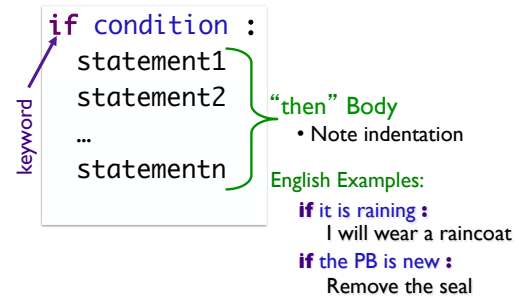 if condition :
statement1
statement2
…
statementn
keyword
“then” Body
• Note indentation
English Examples:
if it is raining :
I will wear a raincoat
if the PB is new :
Remove the seal